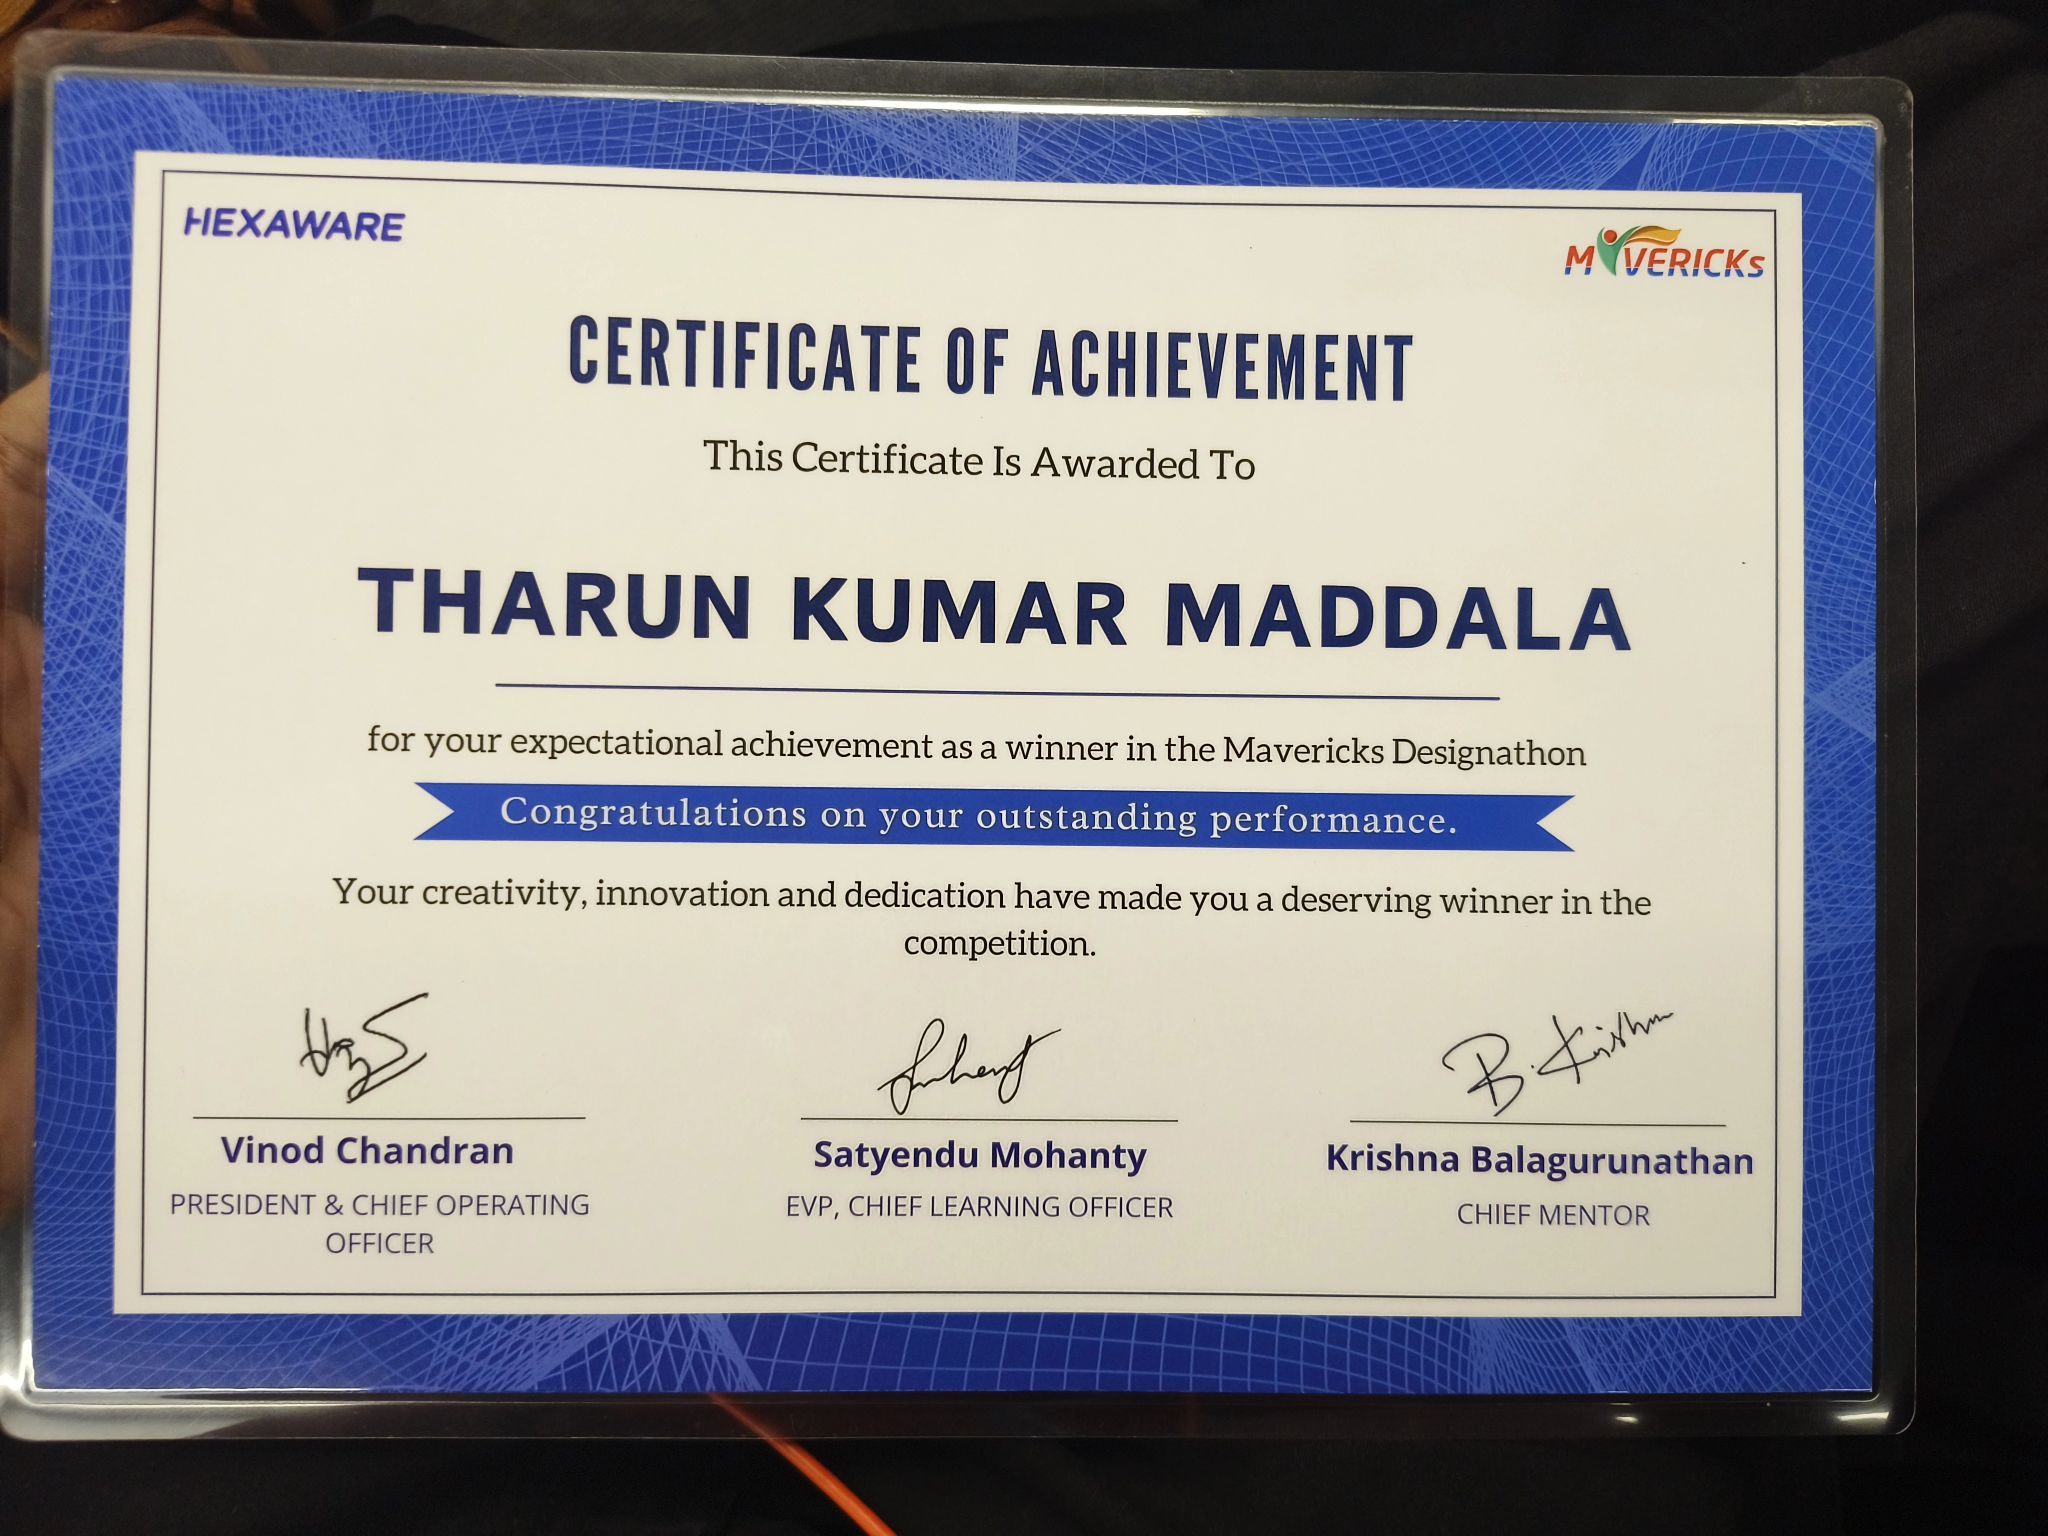 HEXAWARE
MAVERICKS
CERTIFICATE OF ACHIEVEMENT
This Certificate Is Awarded To
THARUN KUMAR MADDALA
for your expectational achievement as a winner in the Mavericks Designathon
Congratulations on your outstanding performance.
Your creativity, innovation and dedication have made you a deserving winner in the
competition.
B. Krishna
Vinod Chandran
PRESIDENT & CHIEF OPERATING
OFFICER
Satyendu Mohanty
EVP, CHIEF LEARNING OFFICER
Krishna Balagurunathan
CHIEF MENTOR